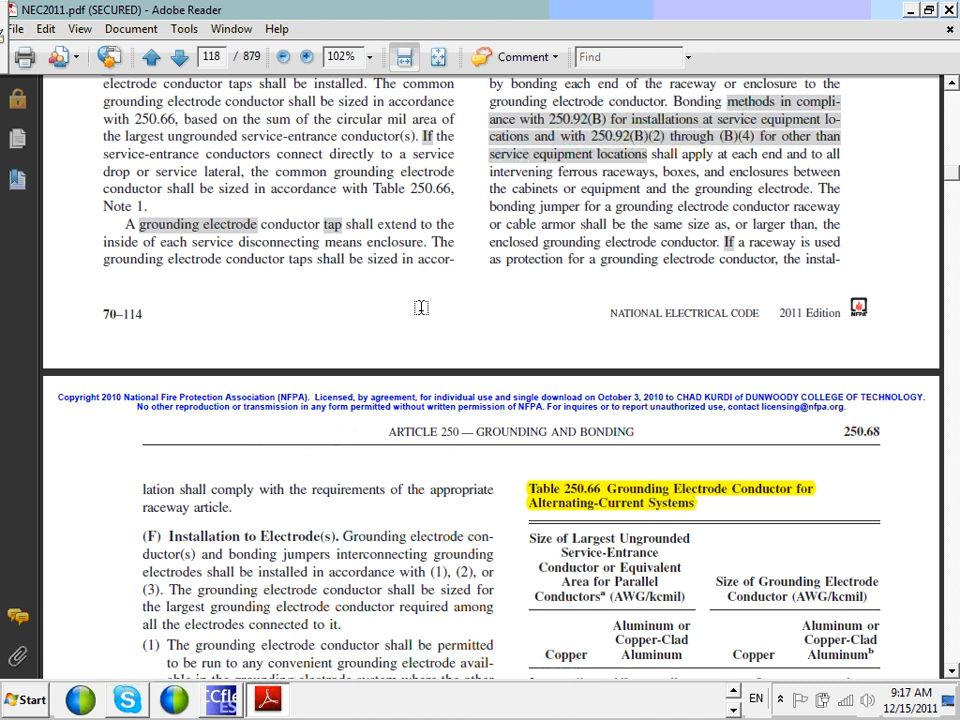 NEC2011.pdf (SECURED) - Adobe Reader
File Edit View Document Tools Window Help
118 / 879 102% Comment Find
electrode conductor taps shall be installed. The common
grounding electrode conductor shall be sized in accordance
with 250.66, based on the sum of the circular mil area of
the largest ungrounded service-entrance conductor(s). If the
service-entrance conductors connect directly to a service
drop or service lateral, the common grounding electrode
conductor shall be sized in accordance with Table 250.66,
Note 1.
A grounding electrode conductor tap shall extend to the
inside of each service disconnecting means enclosure. The
grounding electrode conductor taps shall be sized in accor-
by bonding each end of the raceway or enclosure to the
grounding electrode conductor. Bonding methods in compli-
ance with 250.92(B) for installations at service equipment lo-
cations and with 250.92(B)(2) through (B)(4) for other than
service equipment locations shall apply at each end and to all
intervening ferrous raceways, boxes, and enclosures between
the cabinets or equipment and the grounding electrode. The
bonding jumper for a grounding electrode conductor raceway
or cable armor shall be the same size as, or larger than, the
enclosed grounding electrode conductor. If a raceway is used
as protection for a grounding electrode conductor, the instal-
70–114
NATIONAL ELECTRICAL CODE 2011 Edition NFPA
Copyright 2010 National Fire Protection Association (NFPA). Licensed, by agreement, for individual use and single download on October 3, 2010 to CHAD KURDI of DUNWOODY COLLEGE OF TECHNOLOGY.
No other reproduction or transmission in any form permitted without written permission of NFPA. For inquires or to report unauthorized use, contact licensing@nfpa.org.
ARTICLE 250 — GROUNDING AND BONDING 250.68
lation shall comply with the requirements of the appropriate
raceway article.
(F) Installation to Electrode(s). Grounding electrode con-
ductor(s) and bonding jumpers interconnecting grounding
electrodes shall be installed in accordance with (1), (2), or
(3). The grounding electrode conductor shall be sized for
the largest grounding electrode conductor required among
all the electrodes connected to it.
(1) The grounding electrode conductor shall be permitted
to be run to any convenient grounding electrode avail-
able in the grounding electrode system where the other
Table 250.66 Grounding Electrode Conductor for
Alternating-Current Systems
Size of Largest Ungrounded
Service-Entrance
Conductor or Equivalent
Area for Parallel
Conductorsa (AWG/kcmil)
Size of Grounding Electrode
Conductor (AWG/kcmil)
Copper
Aluminum or
Copper-Clad
Aluminum
Copper
Aluminum or
Copper-Clad
Aluminumb
Start
CCfle
ES
EN
9:17 AM
12/15/2011